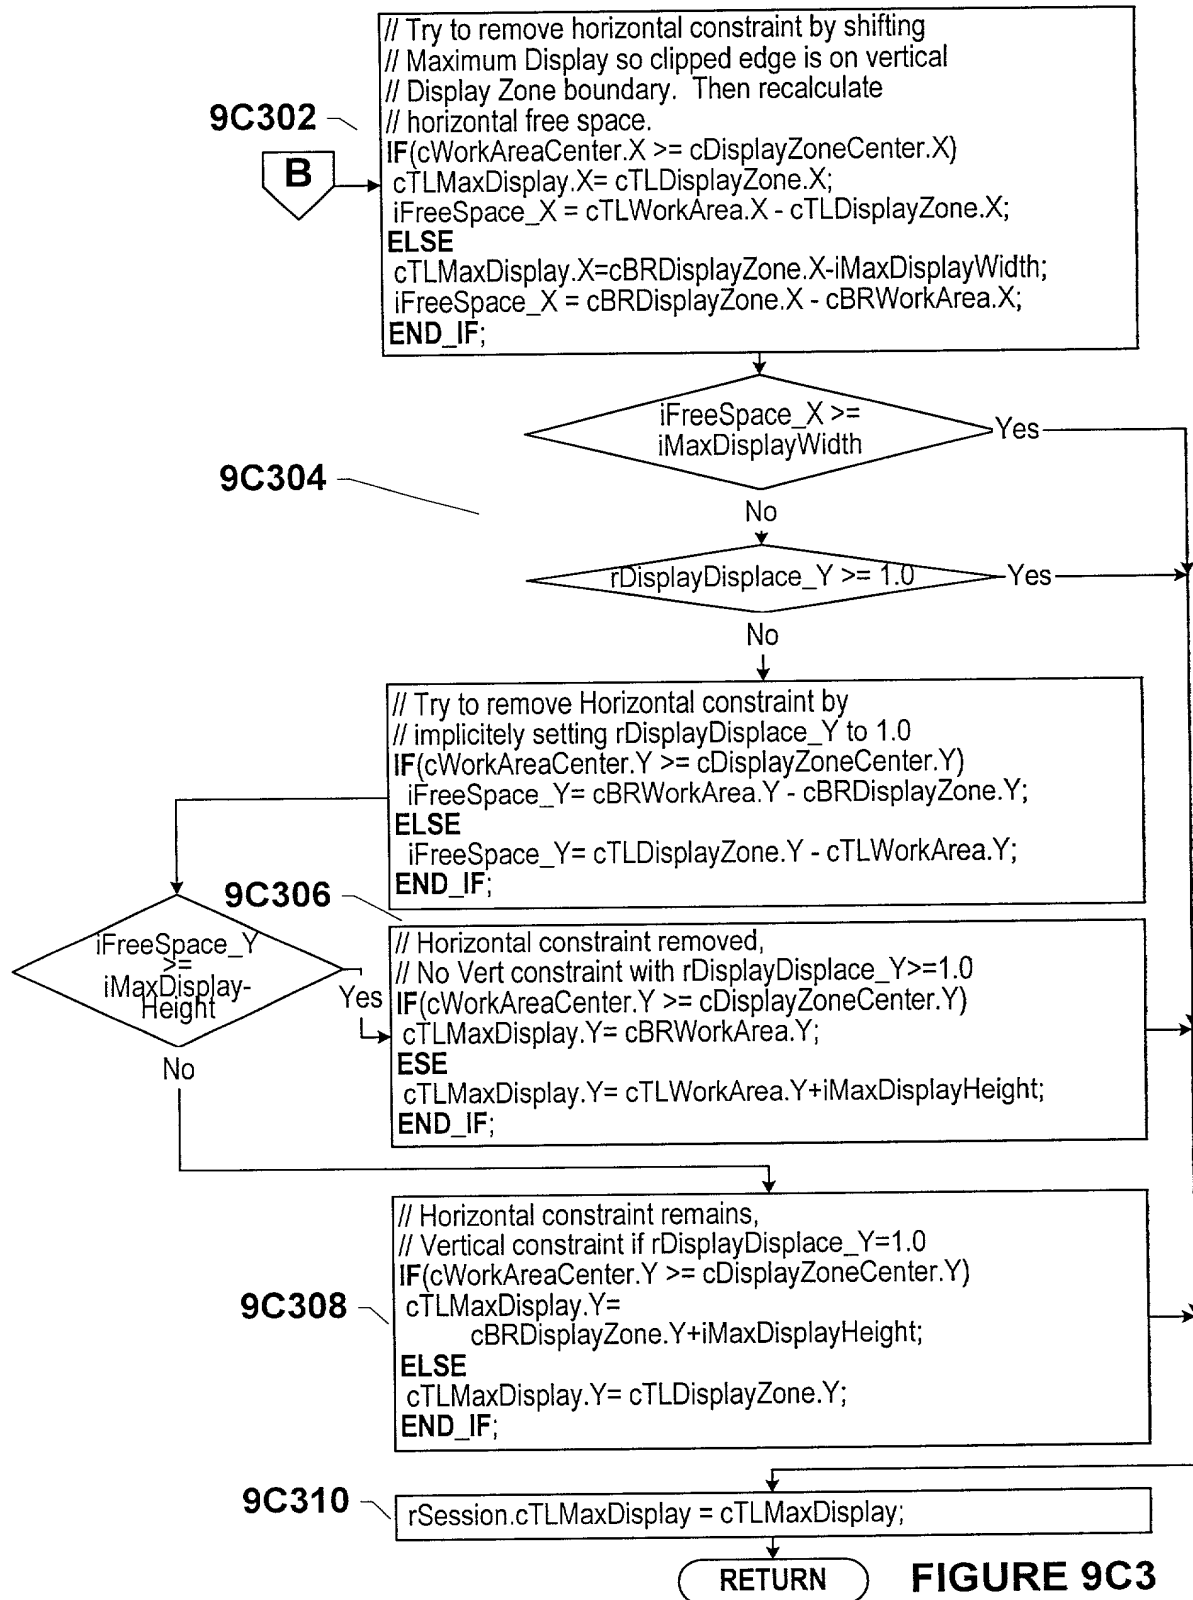 // Try to remove horizontal constraint by shifting
// Maximum Display so clipped edge is on vertical
// Display Zone boundary. Then recalculate
// horizontal free space.
IF(cWorkAreaCenter.X >= cDisplayZoneCenter.X)
cTLMaxDisplay.X= cTLDisplayZone.X;
iFreeSpace_X = cTLWorkArea.X - cTLDisplayZone.X;
ELSE
cTLMaxDisplay.X=cBRDisplayZone.X-iMaxDisplayWidth;
iFreeSpace_X = cBRDisplayZone.X - cBRWorkArea.X;
END_IF;
9C302
B
iFreeSpace_X >=
iMaxDisplayWidth
Yes
9C304
No
rDisplayDisplace_Y >= 1.0
Yes
No
// Try to remove Horizontal constraint by
// implicitely setting rDisplayDisplace_Y to 1.0
IF(cWorkAreaCenter.Y >= cDisplayZoneCenter.Y)
iFreeSpace_Y= cBRWorkArea.Y - cBRDisplayZone.Y;
ELSE
iFreeSpace_Y= cTLDisplayZone.Y - cTLWorkArea.Y;
END_IF;
9C306
iFreeSpace_Y
>=
iMaxDisplay-
Height
Yes
No
// Horizontal constraint removed,
// No Vert constraint with rDisplayDisplace_Y>=1.0
IF(cWorkAreaCenter.Y >= cDisplayZoneCenter.Y)
cTLMaxDisplay.Y= cBRWorkArea.Y;
ESE
cTLMaxDisplay.Y= cTLWorkArea.Y+iMaxDisplayHeight;
END_IF;
// Horizontal constraint remains,
// Vertical constraint if rDisplayDisplace_Y=1.0
IF(cWorkAreaCenter.Y >= cDisplayZoneCenter.Y)
cTLMaxDisplay.Y=
cBRDisplayZone.Y+iMaxDisplayHeight;
ELSE
cTLMaxDisplay.Y= cTLDisplayZone.Y;
END_IF;
9C308
9C310
rSession.cTLMaxDisplay = cTLMaxDisplay;
RETURN
FIGURE 9C3